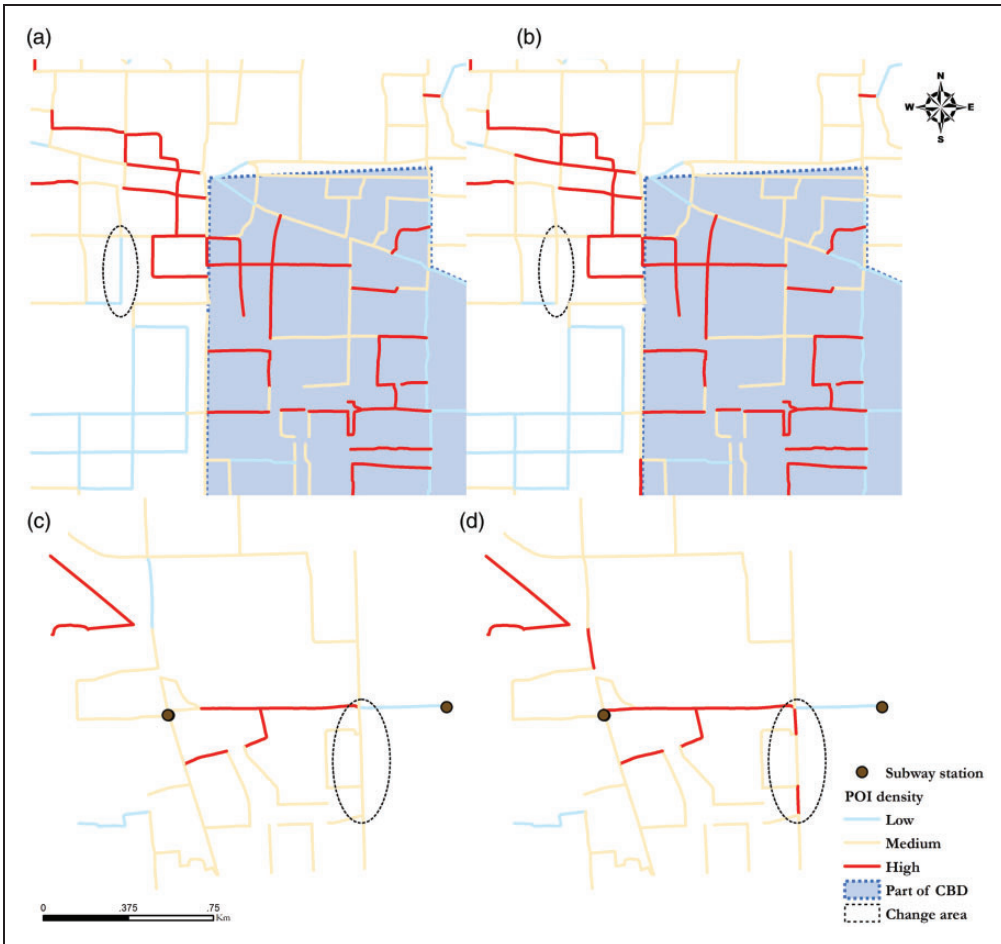 (a)
(b)
N
W
E
S
(c)
(d)
Subway station
POI density
Low
Medium
High
Part of CBD
Change area
0 .375 .75
Km